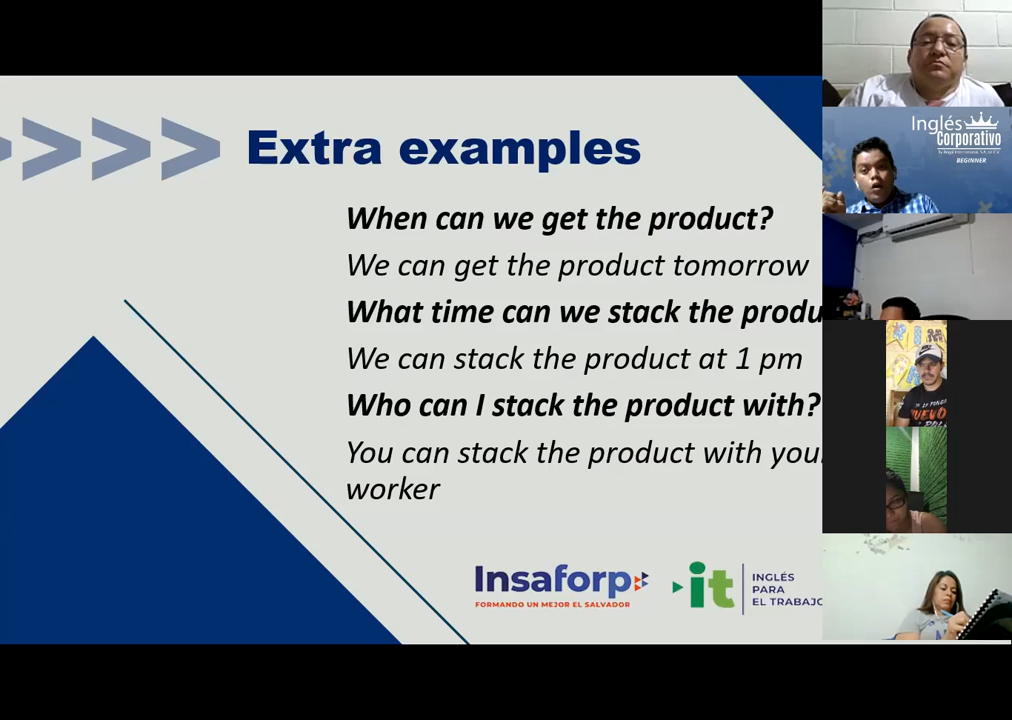 Extra examples
When can we get the product?
We can get the product tomorrow
What time can we stack the produ
We can stack the product at 1 pm
Who can I stack the product with?
You can stack the product with you
worker
Insaforp
FORMANDO UN MEJOR EL SALVADOR
it
INGLÉS
PARA
EL TRABAJO
Inglés
Corporativo
BEGINNER